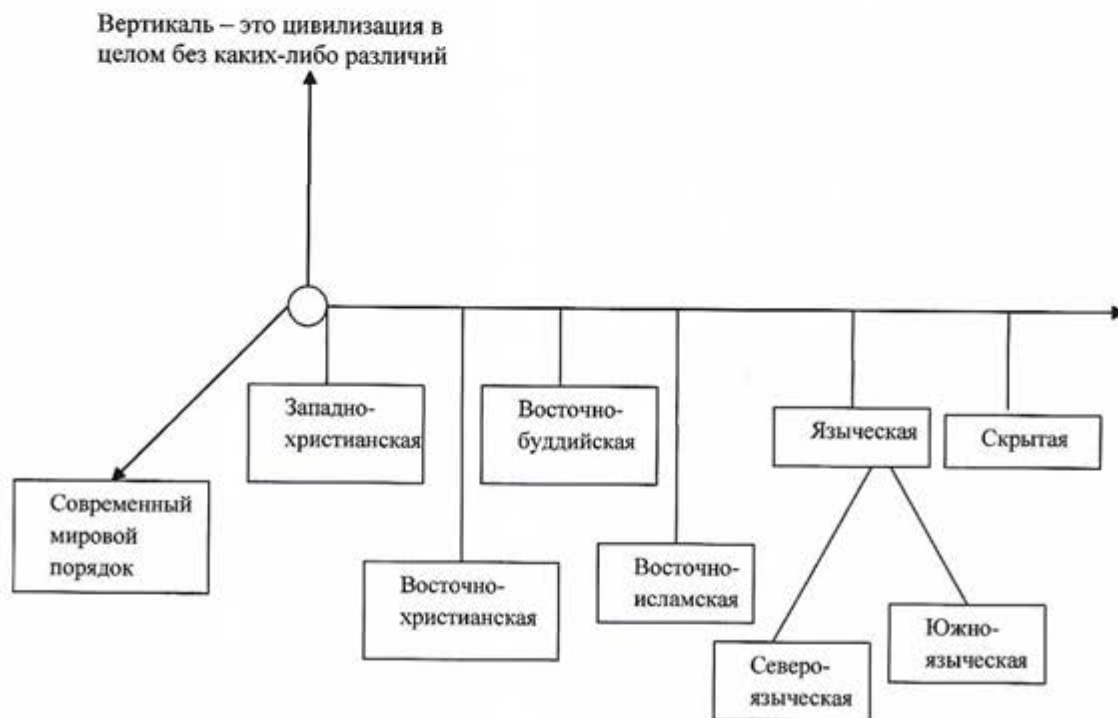 Вертикаль – это цивилизация в
целом без каких-либо различий
Западно-
христианская
Восточно-
буддийская
Языческая
Скрытая
Современный
мировой
порядок
Восточно-
христианская
Восточно-
исламская
Южно-
языческая
Северо-
языческая